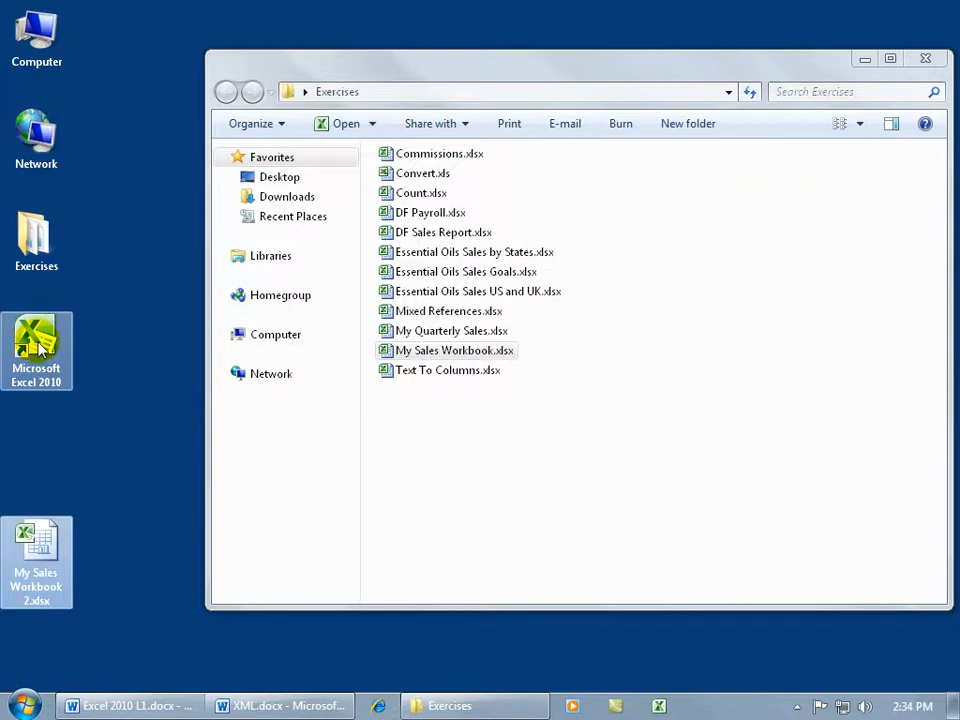 Computer
Network
Exercises
Microsoft
Excel 2010
My Sales
Workbook
2.xlsx
Exercises
Search Exercises
Organize
Open
Share with
Print
E-mail
Burn
New folder
Favorites
Desktop
Downloads
Recent Places
Libraries
Homegroup
Computer
Network
Commissions.xlsx
Convert.xls
Count.xlsx
DF Payroll.xlsx
DF Sales Report.xlsx
Essential Oils Sales by States.xlsx
Essential Oils Sales Goals.xlsx
Essential Oils Sales US and UK.xlsx
Mixed References.xlsx
My Quarterly Sales.xlsx
My Sales Workbook.xlsx
Text To Columns.xlsx
Excel 2010 L1.docx - ...
XML.docx - Microsof...
Exercises
2:34 PM